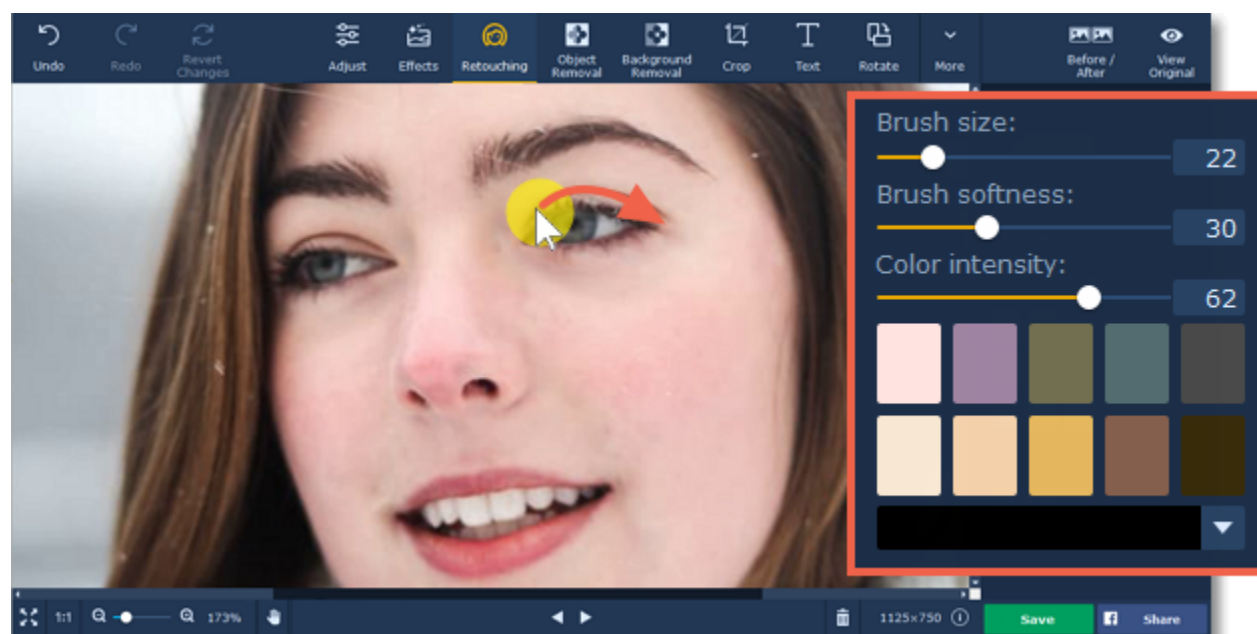 Undo
Redo
Revert
Changes
Adjust
Effects
Retouching
Object
Removal
Background
Removal
Crop
Text
Rotate
More
Before /
After
View
Original
Brush size:
22
Brush softness:
30
Color intensity:
62
1:1
173%
1125×750
Save
Share